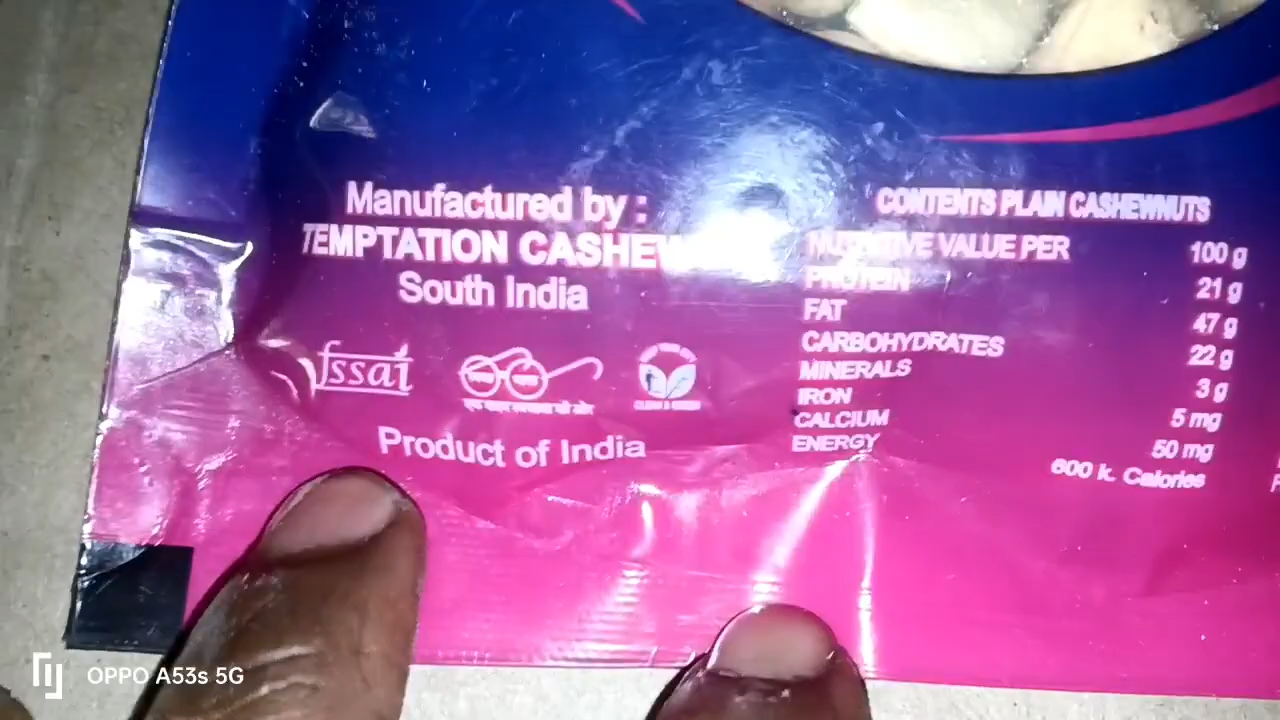 Manufactured by :
TEMPTATION CASHEW
South India
fssai
Product of India
CONTENTS PLAIN CASHEWNUTS
NUTRITIVE VALUE PER 100 g
PROTEIN 21 g
FAT 47 g
CARBOHYDRATES 22 g
MINERALS 3 g
IRON 5 mg
CALCIUM 50 mg
ENERGY 600 k. Calories
OPPO A53s 5G